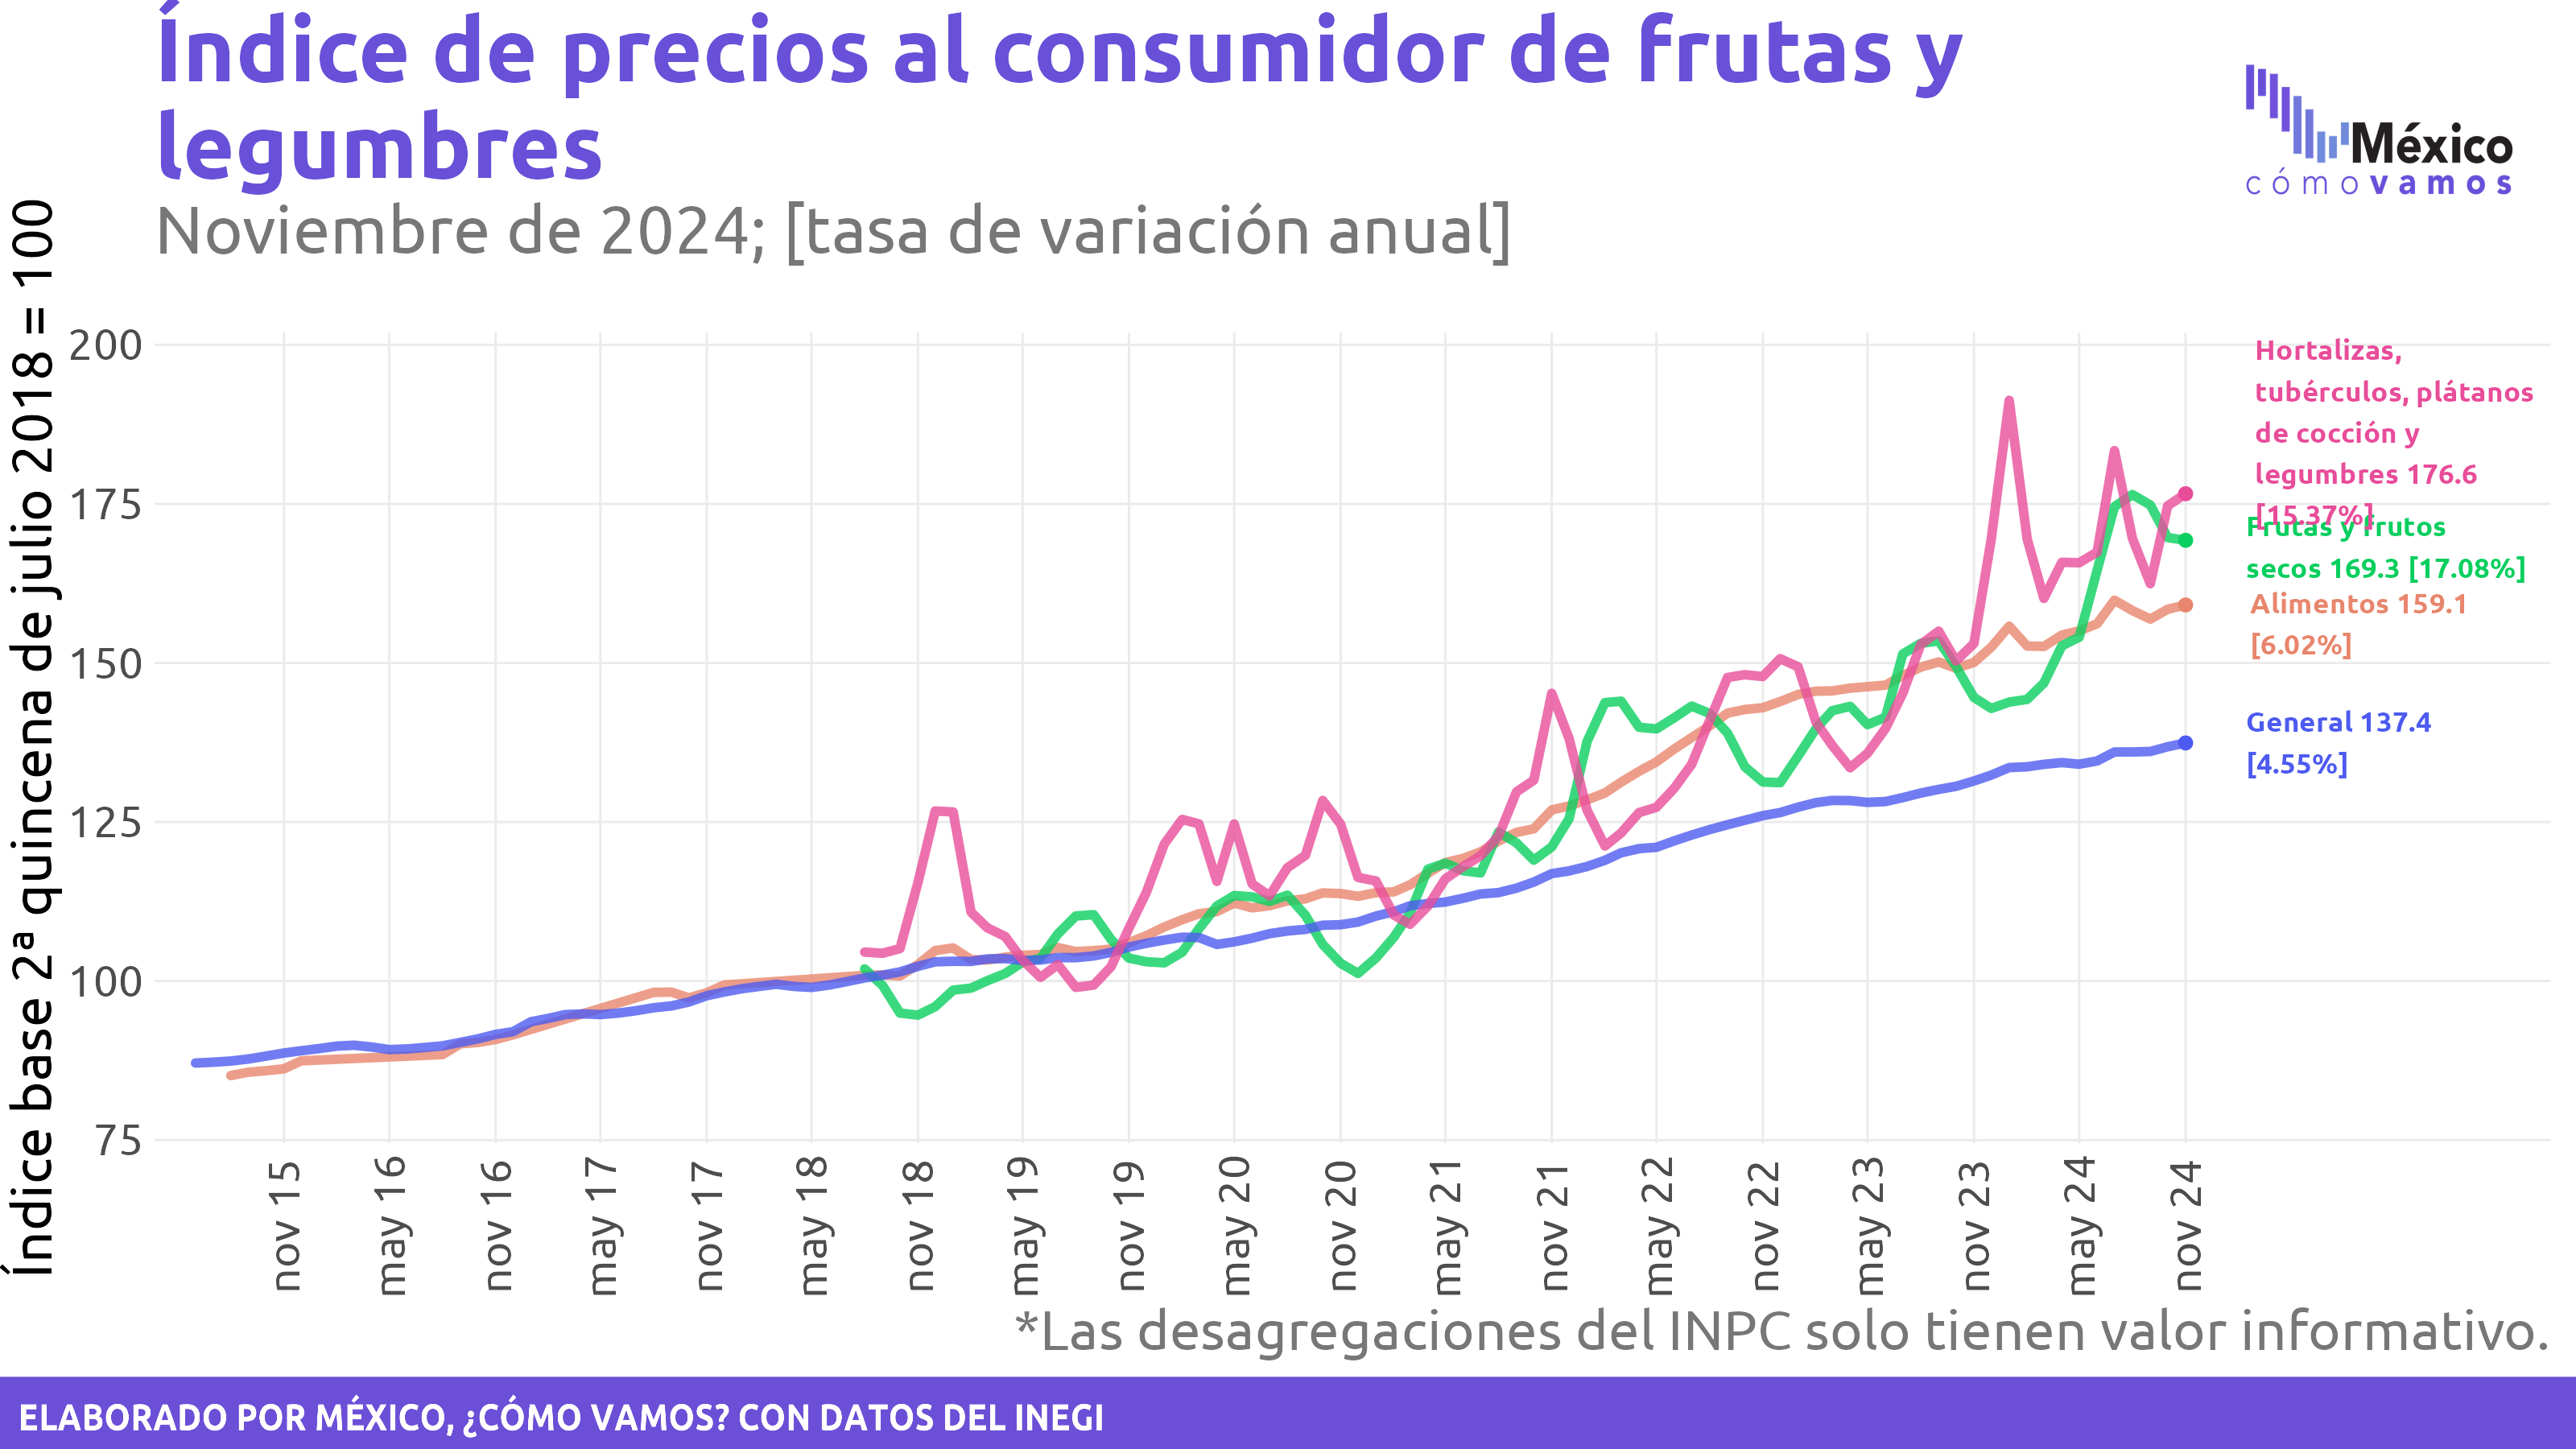 Índice de precios al consumidor de frutas y
legumbres
Noviembre de 2024; [tasa de variación anual]
México
cómo vamos
Índice base 2ª quincena de julio 2018 = 100
200
175
150
125
100
75
Hortalizas,
tubérculos, plátanos
de cocción y
legumbres 176.6
[15.37%]
Frutas y frutos
secos 169.3 [17.08%]
Alimentos 159.1
[6.02%]
General 137.4
[4.55%]
nov 15
may 16
nov 16
may 17
nov 17
may 18
nov 18
may 19
nov 19
may 20
nov 20
may 21
nov 21
may 22
nov 22
may 23
nov 23
may 24
nov 24
*Las desagregaciones del INPC solo tienen valor informativo.
ELABORADO POR MÉXICO, ¿CÓMO VAMOS? CON DATOS DEL INEGI